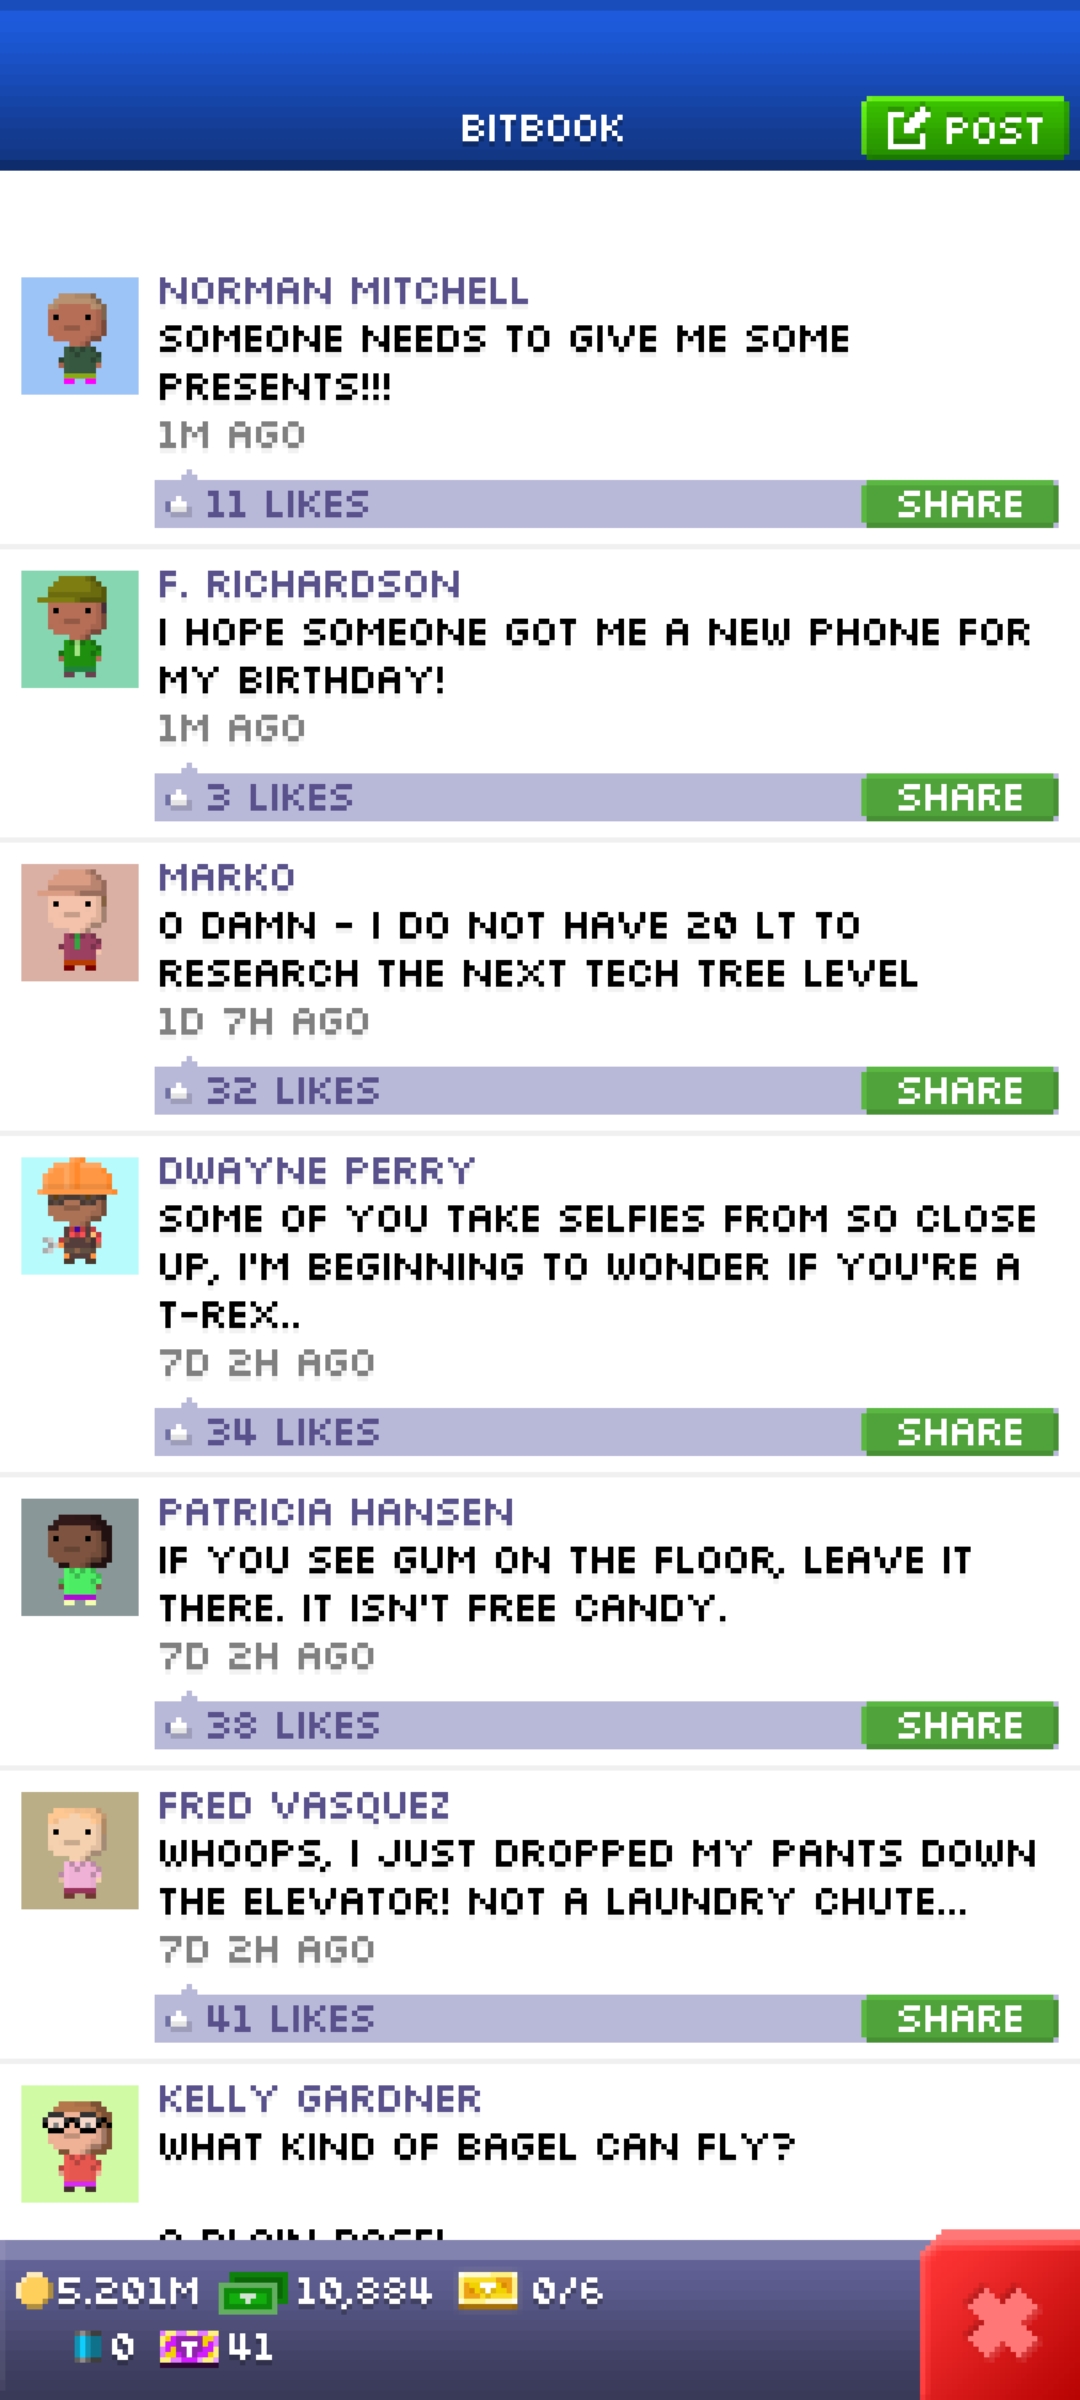 BITBOOK
POST
NORMAN MITCHELL
SOMEONE NEEDS TO GIVE ME SOME
PRESENTS!!!
1M AGO
11 LIKES
SHARE
F. RICHARDSON
I HOPE SOMEONE GOT ME A NEW PHONE FOR
MY BIRTHDAY!
1M AGO
3 LIKES
SHARE
MARKO
O DAMN - I DO NOT HAVE 20 LT TO
RESEARCH THE NEXT TECH TREE LEVEL
1D 7H AGO
32 LIKES
SHARE
DWAYNE PERRY
SOME OF YOU TAKE SELFIES FROM SO CLOSE
UP, I'M BEGINNING TO WONDER IF YOU'RE A
T-REX..
7D 2H AGO
34 LIKES
SHARE
PATRICIA HANSEN
IF YOU SEE GUM ON THE FLOOR, LEAVE IT
THERE. IT ISN'T FREE CANDY.
7D 2H AGO
38 LIKES
SHARE
FRED VASQUEZ
WHOOPS, I JUST DROPPED MY PANTS DOWN
THE ELEVATOR! NOT A LAUNDRY CHUTE...
7D 2H AGO
41 LIKES
SHARE
KELLY GARDNER
WHAT KIND OF BAGEL CAN FLY?
A PLAIN BAGEL
5.201M 10,884 0/6
0 41